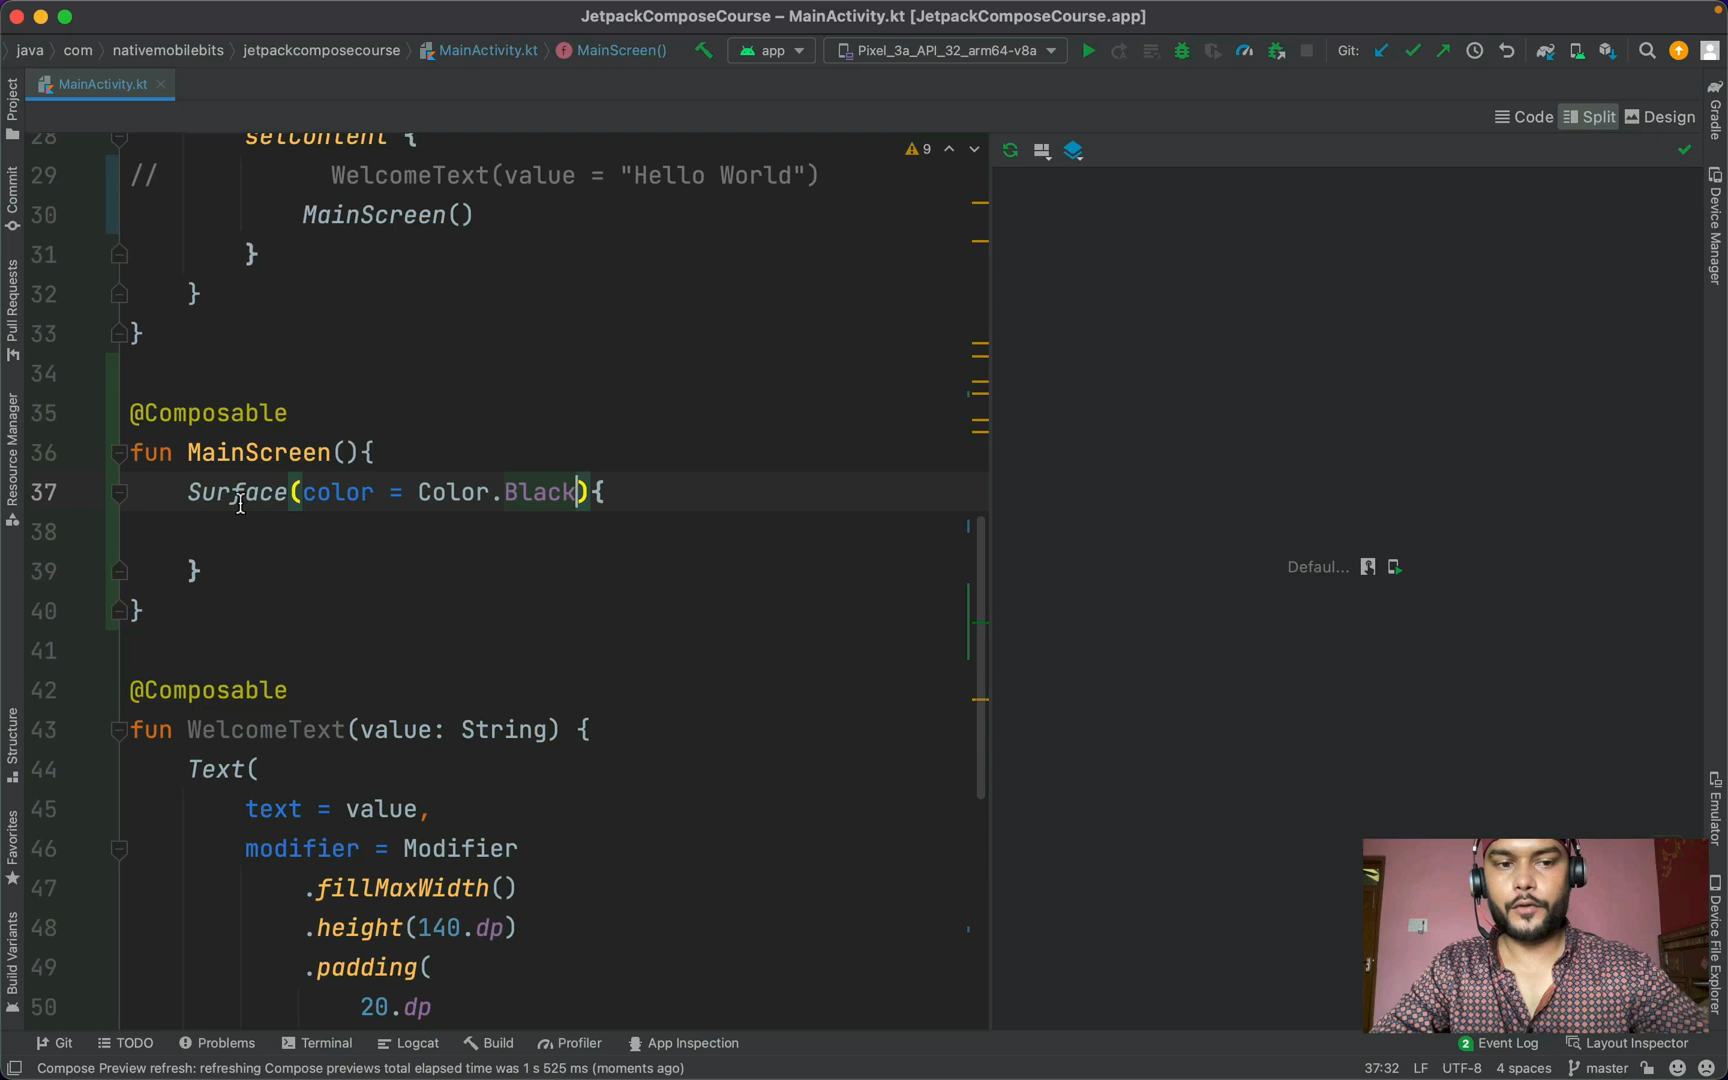 JetpackComposeCourse – MainActivity.kt [JetpackComposeCourse.app]
java com nativemobilebits jetpackcomposecourse MainActivity.kt MainScreen() app Pixel_3a_API_32_arm64-v8a Git:
MainActivity.kt
Code Split Design
28 setContent {
29 // WelcomeText(value = "Hello World")
30 MainScreen()
31 }
32 }
33 }
34
35 @Composable
36 fun MainScreen(){
37 Surface(color = Color.Black){
38
39 }
40 }
41
42 @Composable
43 fun WelcomeText(value: String) {
44 Text(
45 text = value,
46 modifier = Modifier
47 .fillMaxWidth()
48 .height(140.dp)
49 .padding(
50 20.dp
9
Defaul...
Project
Commit
Pull Requests
Resource Manager
Structure
Favorites
Build Variants
Gradle
Device Manager
Emulator
Device File Explorer
Git TODO Problems Terminal Logcat Build Profiler App Inspection 2 Event Log Layout Inspector
Compose Preview refresh: refreshing Compose previews total elapsed time was 1 s 525 ms (moments ago) 37:32 LF UTF-8 4 spaces master